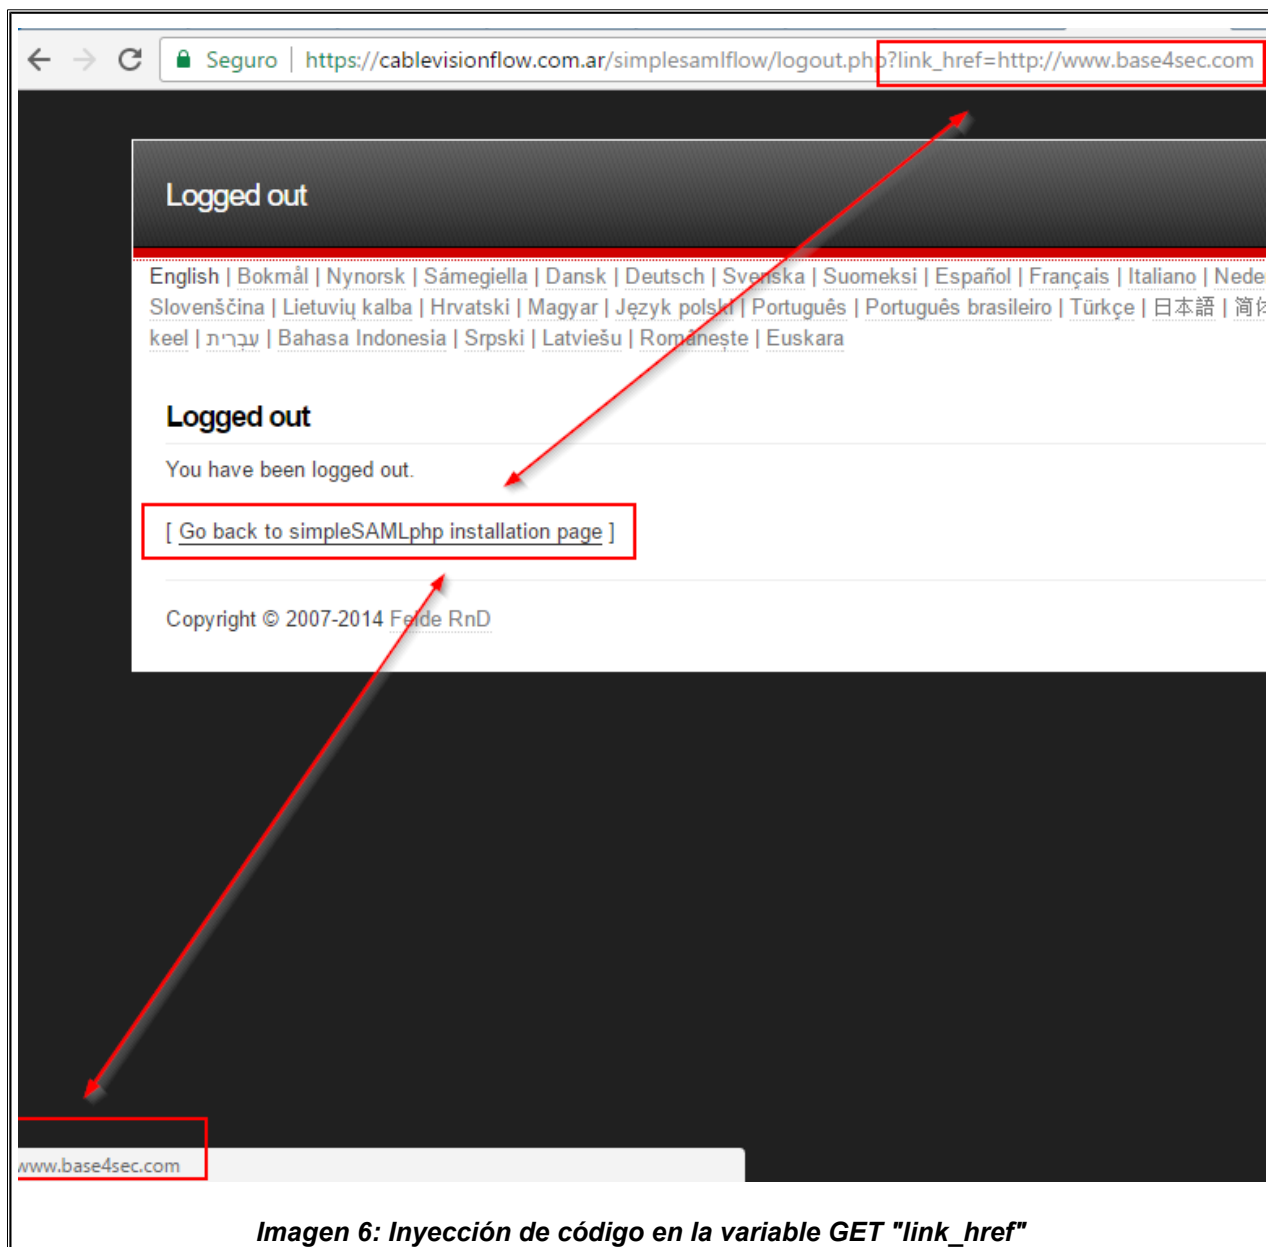 Seguro | https://cablevisionflow.com.ar/simplesamlflow/logout.php?link_href=http://www.base4sec.com
Logged out
English | Bokmål | Nynorsk | Sámegiella | Dansk | Deutsch | Svenska | Suomeksi | Español | Français | Italiano | Nede
Slovenščina | Lietuvių kalba | Hrvatski | Magyar | Język polski | Português | Português brasileiro | Türkçe | 日本語 | 简
keel | עִבְרִית | Bahasa Indonesia | Srpski | Latviešu | Românește | Euskara
Logged out
You have been logged out.
[ Go back to simpleSAMLphp installation page ]
Copyright © 2007-2014 Feide RnD
www.base4sec.com
Imagen 6: Inyección de código en la variable GET "link_href"